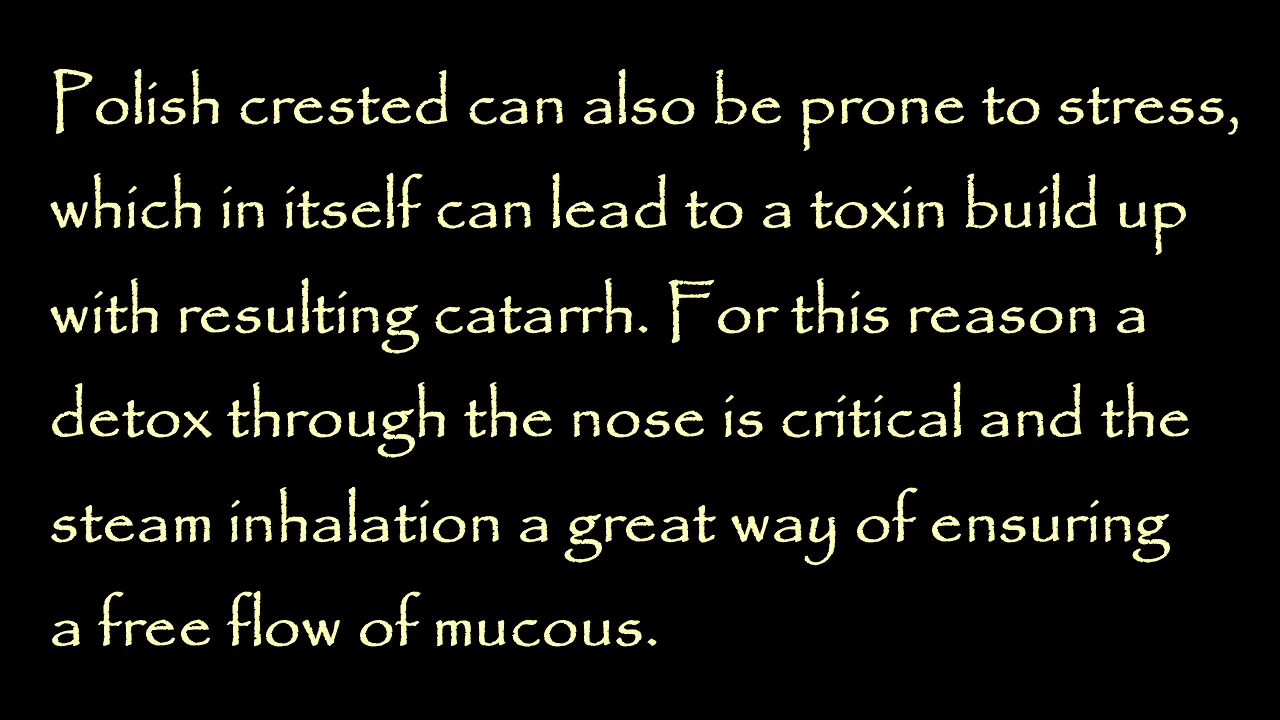 Polish crested can also be prone to stress,
which in itself can lead to a toxin build up
with resulting catarrh. For this reason a
detox through the nose is critical and the
steam inhalation a great way of ensuring
a free flow of mucous.